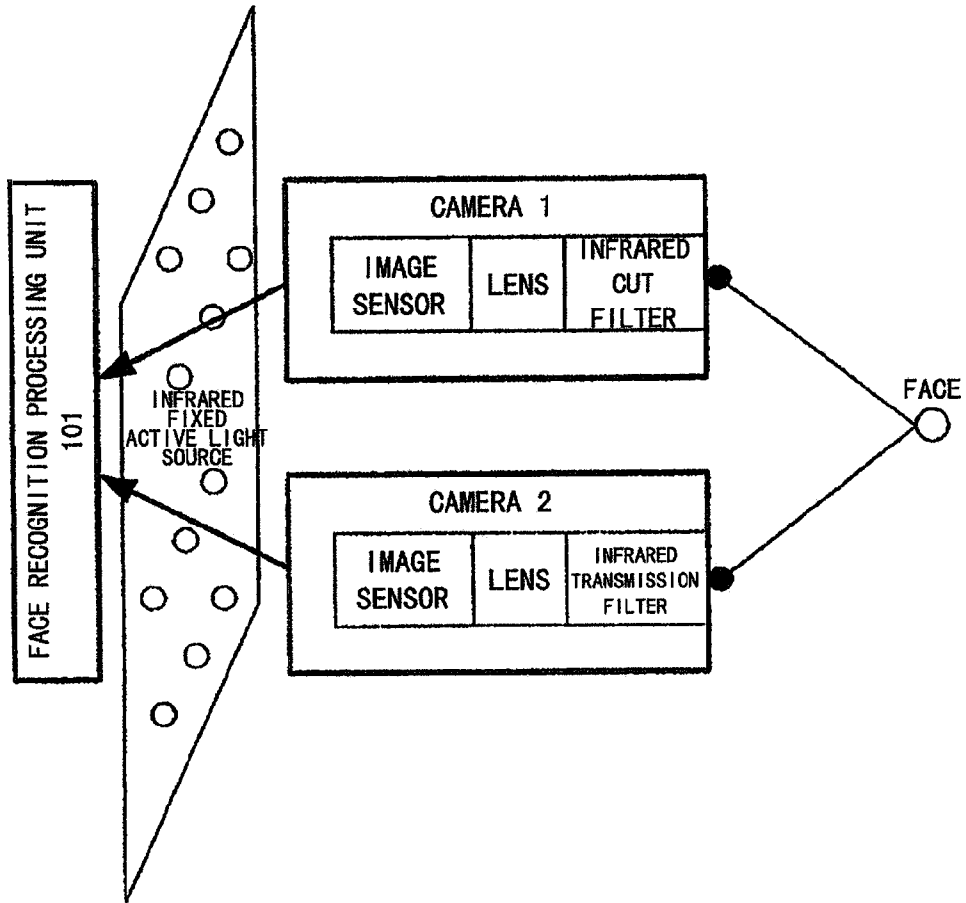 FACE RECOGNITION PROCESSING UNIT
101
INFRARED
FIXED
ACTIVE LIGHT
SOURCE
CAMERA 1
IMAGE
SENSOR
LENS
INFRARED
CUT
FILTER
CAMERA 2
IMAGE
SENSOR
LENS
INFRARED
TRANSMISSION
FILTER
FACE